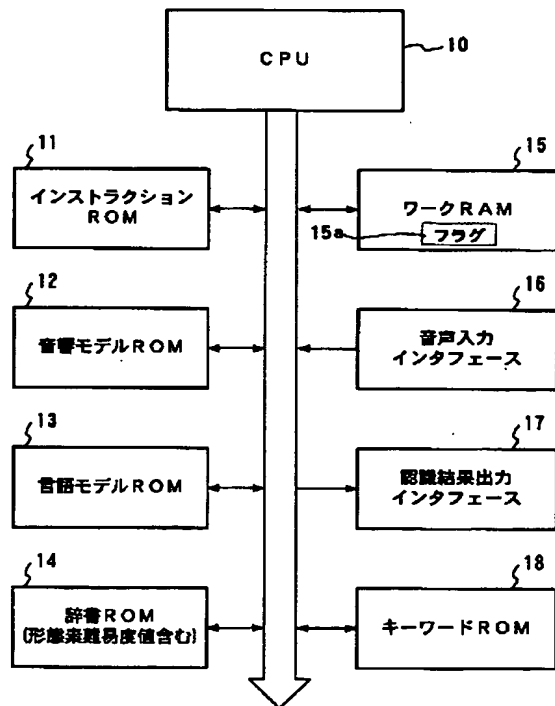 CPU
10
11
インストラクション
ROM
15
ワークRAM
15a
フラグ
12
音響モデルROM
16
音声入力
インタフェース
13
言語モデルROM
17
認識結果出力
インタフェース
14
辞書ROM
(形態素難易度値含む)
18
キーワードROM